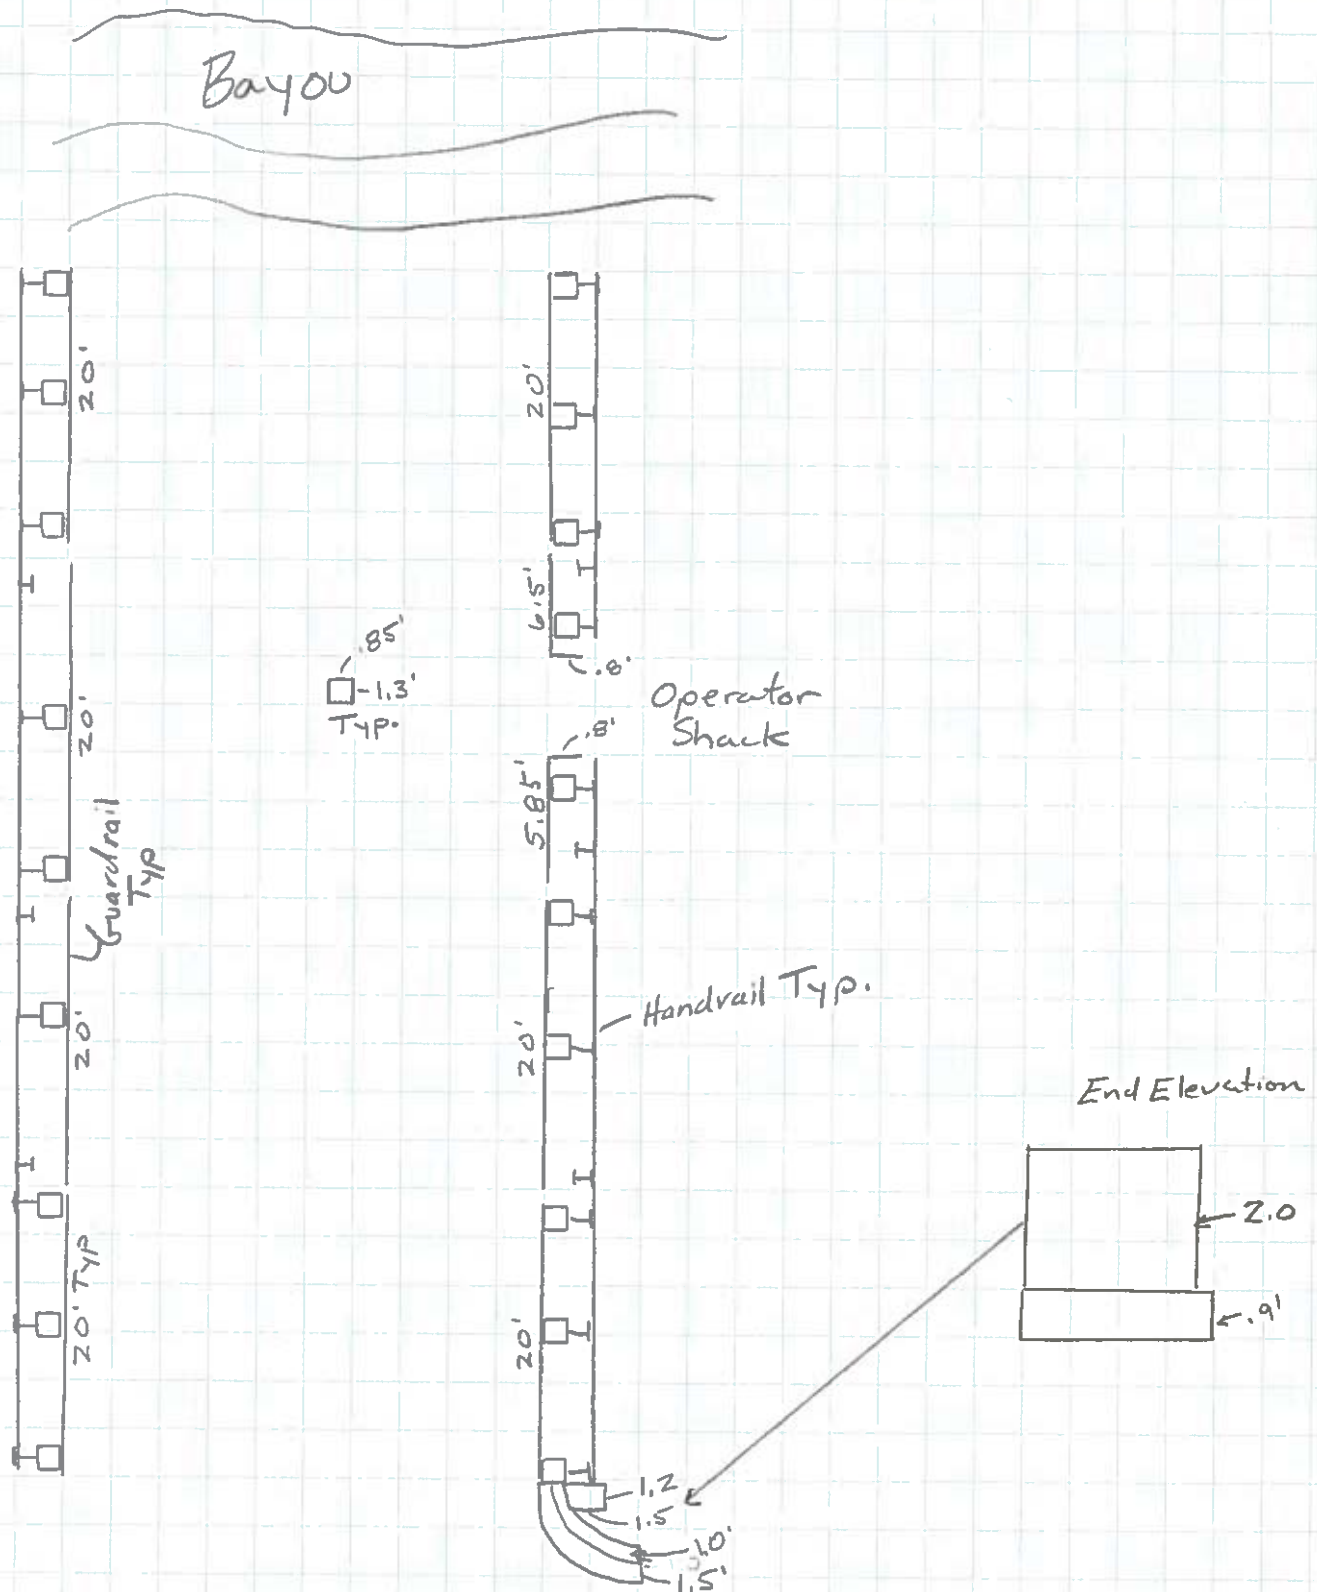 Bayou
20'
20'
6.5'
.8'
.85'
1.3'
Typ.
Operator
Shack
20'
.8'
5.85'
Guardrail
Typ
Handrail Typ.
20'
20'
End Elevation
2.0
.9'
20' Typ
20'
1.2
1.5
1.0'
1.5'